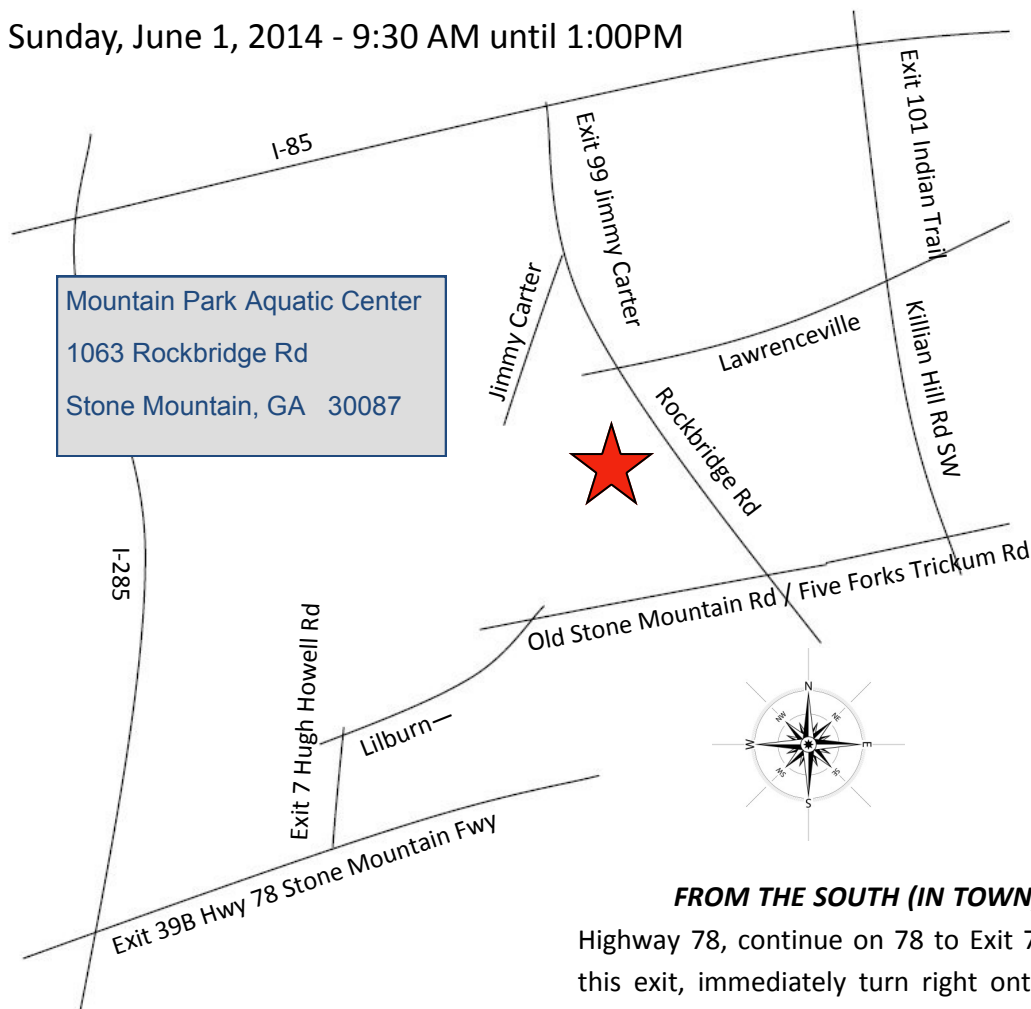 Sunday, June 1, 2014 - 9:30 AM until 1:00PM
I-85
Exit 99 Jimmy Carter
Exit 101 Indian Trail
Jimmy Carter
Lawrenceville
Killian Hill Rd SW
Rockbridge Rd
Mountain Park Aquatic Center
1063 Rockbridge Rd
Stone Mountain, GA 30087
I-285
Old Stone Mountain Rd / Five Forks Trickum Rd
Exit 7 Hugh Howell Rd
Lilburn—
Exit 39B Hwy 78 Stone Mountain Fwy
N
NW
NE
W
E
SW
SE
S
FROM THE SOUTH (IN TOWN
Highway 78, continue on 78 to Exit 7
this exit, immediately turn right ont